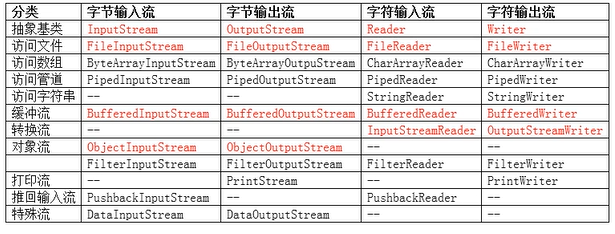 分类 字节输入流 字节输出流 字符输入流 字符输出流
抽象基类 InputStream OutputStream Reader Writer
访问文件 FileInputStream FileOutputStream FileReader FileWriter
访问数组 ByteArrayInputStream ByteArrayOutpuStream CharArrayReader CharArrayWriter
访问管道 PipedInputStream PipedOutputStream PipedReader PipedWriter
访问字符串 -- -- StringReader StringWriter
缓冲流 BufferedInputStream BufferedOutputStream BufferedReader BufferedWriter
转换流 -- -- InputStreamReader OutputStreamWriter
对象流 ObjectInputStream ObjectOutputStream
FilterInputStream FilterOutputStream FilterReader FilterWriter
打印流 -- PrintStream -- PrintWriter
推回输入流 PushbackInputStream -- PushbackReader --
特殊流 DataInputStream DataOutputStream -- --